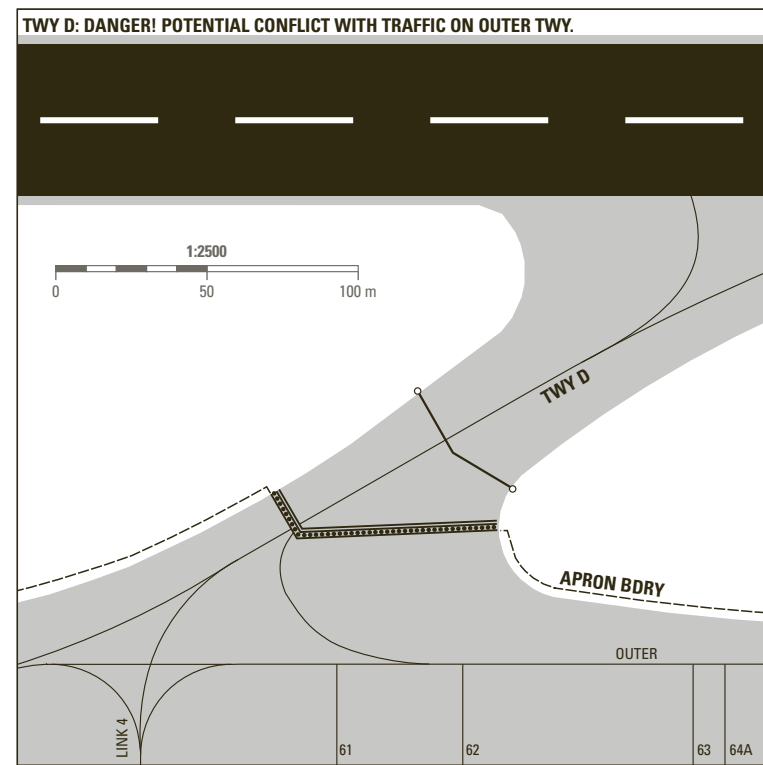 TWY D: DANGER! POTENTIAL CONFLICT WITH TRAFFIC ON OUTER TWY.
1:2500
0 50 100 m
TWY D
APRON BDRY
OUTER
LINK 4
61 62 63 64A